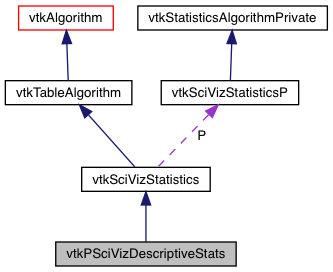 vtkAlgorithm
vtkStatisticsAlgorithmPrivate
vtkTableAlgorithm
vtkSciVizStatisticsP
P
vtkSciVizStatistics
vtkPSciVizDescriptiveStats